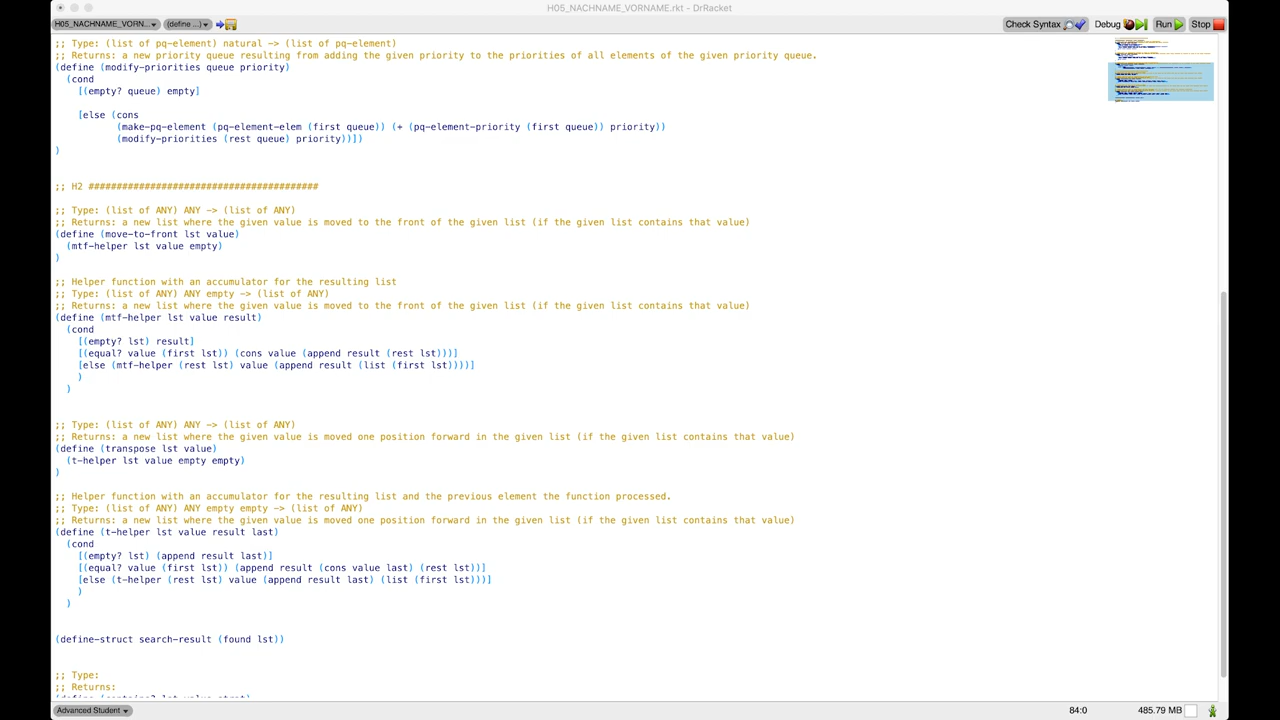 H05_NACHNAME_VORNAME.rkt - DrRacket
H05_NACHNAME_VORN... (define ...) Check Syntax Debug Run Stop
;; Type: (list of pq-element) natural -> (list of pq-element)
;; Returns: a new priority queue resulting from adding the given number to the priorities of all elements of the given priority queue.
(define (modify-priorities queue priority)
(cond
[(empty? queue) empty]
[else (cons
(make-pq-element (pq-element-elem (first queue)) (+ (pq-element-priority (first queue)) priority))
(modify-priorities (rest queue) priority))])
)
;; H2 #########################################
;; Type: (list of ANY) ANY -> (list of ANY)
;; Returns: a new list where the given value is moved to the front of the given list (if the given list contains that value)
(define (move-to-front lst value)
(mtf-helper lst value empty)
)
;; Helper function with an accumulator for the resulting list
;; Type: (list of ANY) ANY empty -> (list of ANY)
;; Returns: a new list where the given value is moved to the front of the given list (if the given list contains that value)
(define (mtf-helper lst value result)
(cond
[(empty? lst) result]
[(equal? value (first lst)) (cons value (append result (rest lst)))]
[else (mtf-helper (rest lst) value (append result (list (first lst))))]
)
)
;; Type: (list of ANY) ANY -> (list of ANY)
;; Returns: a new list where the given value is moved one position forward in the given list (if the given list contains that value)
(define (transpose lst value)
(t-helper lst value empty empty)
)
;; Helper function with an accumulator for the resulting list and the previous element the function processed.
;; Type: (list of ANY) ANY empty empty -> (list of ANY)
;; Returns: a new list where the given value is moved one position forward in the given list (if the given list contains that value)
(define (t-helper lst value result last)
(cond
[(empty? lst) (append result last)]
[(equal? value (first lst)) (append result (cons value last) (rest lst))]
[else (t-helper (rest lst) value (append result last) (list (first lst)))]
)
)
(define-struct search-result (found lst))
;; Type:
;; Returns:
Advanced Student 84:0 485.79 MB